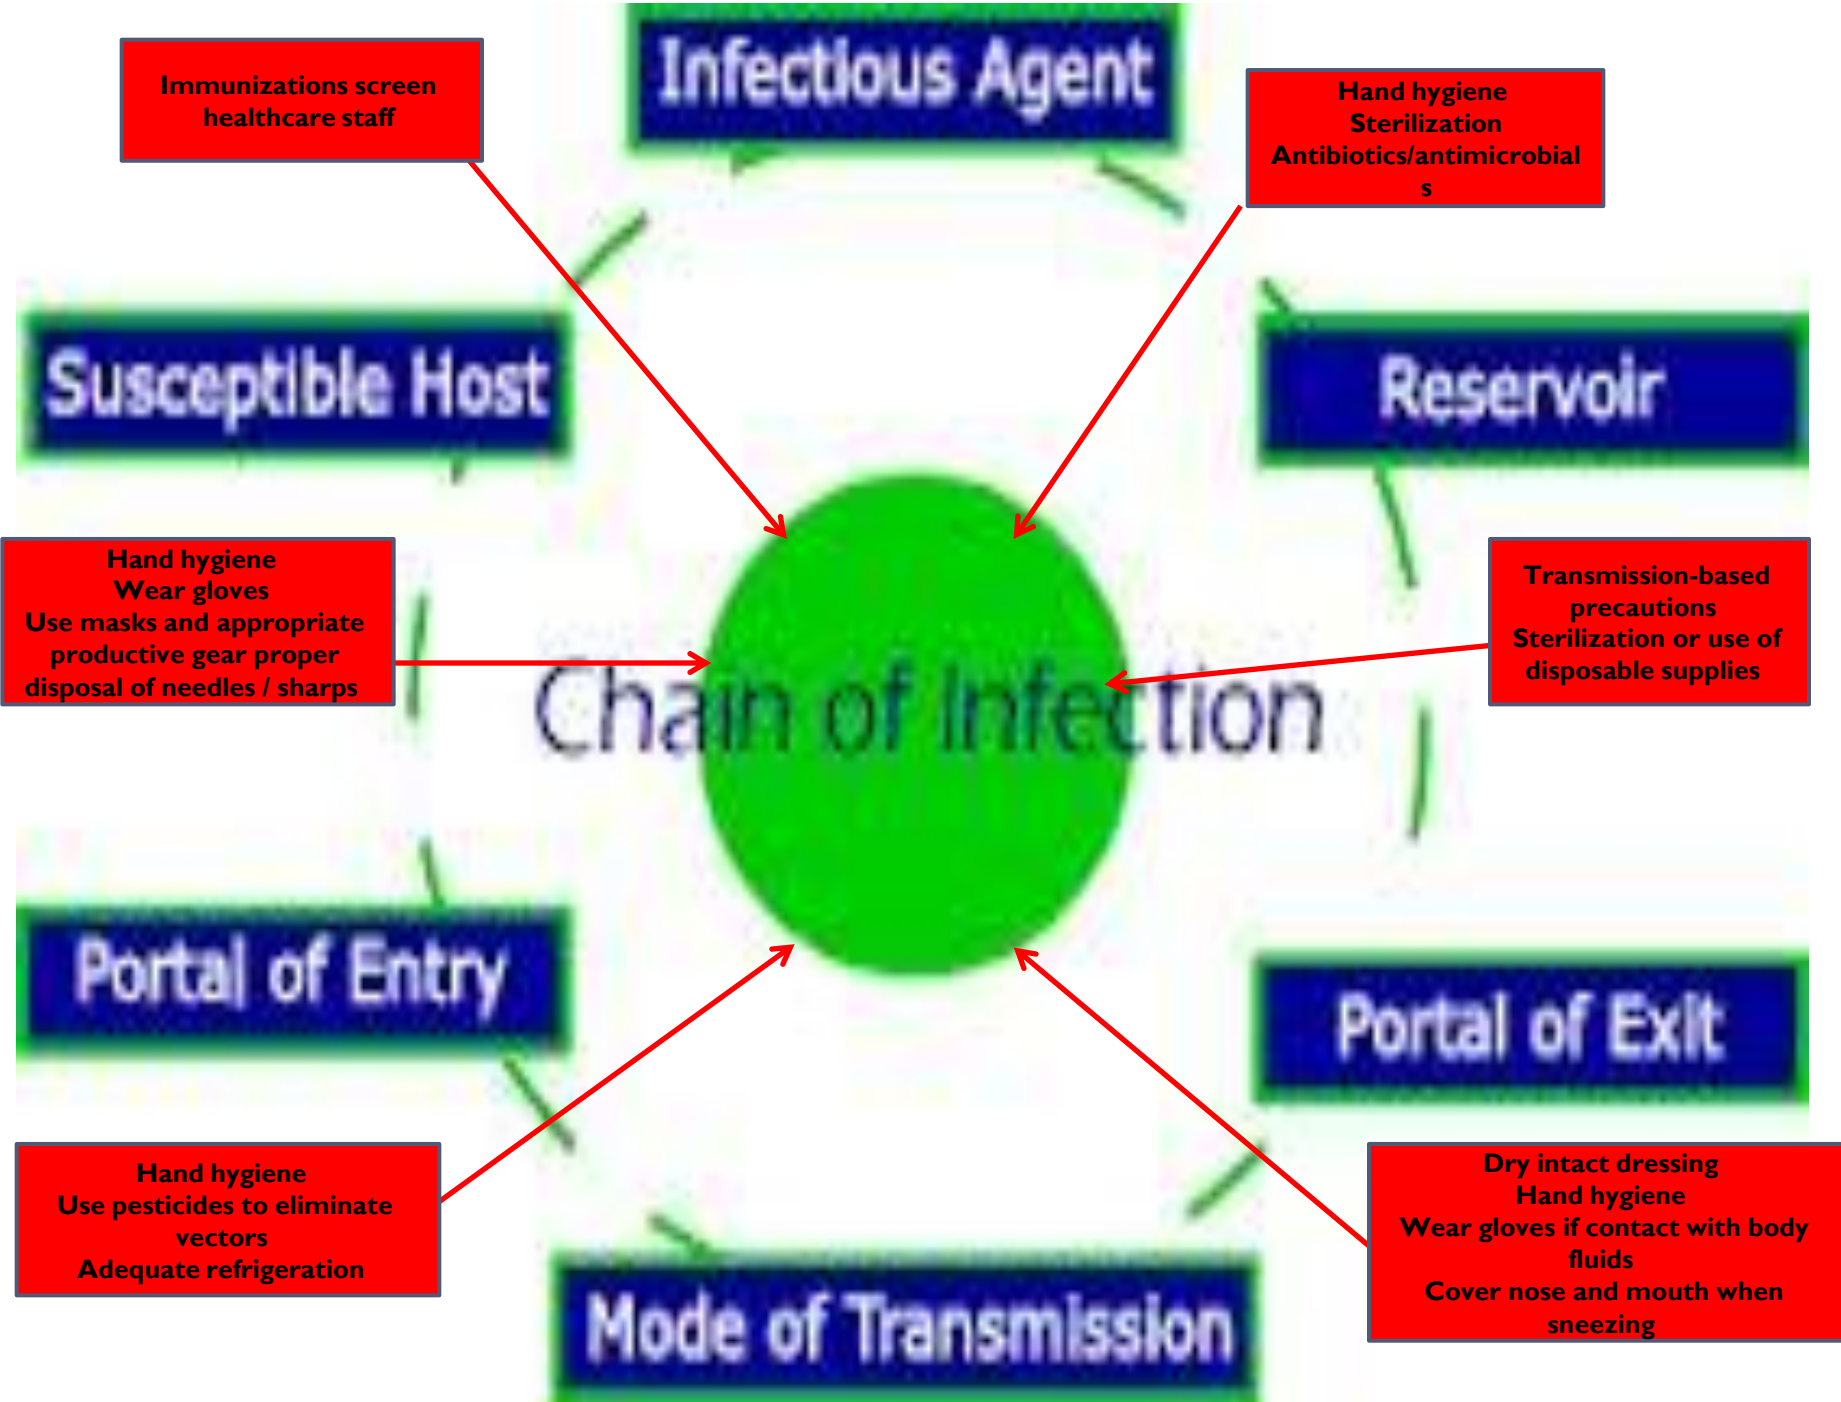 Infectious Agent
Immunizations screen
healthcare staff
Hand hygiene
Sterilization
Antibiotics/antimicrobial
s
Susceptible Host
Reservoir
Hand hygiene
Wear gloves
Use masks and appropriate
productive gear proper
disposal of needles / sharps
Transmission-based
precautions
Sterilization or use of
disposable supplies
Chain of Infection
Portal of Entry
Portal of Exit
Hand hygiene
Use pesticides to eliminate
vectors
Adequate refrigeration
Dry intact dressing
Hand hygiene
Wear gloves if contact with body
fluids
Cover nose and mouth when
sneezing
Mode of Transmission